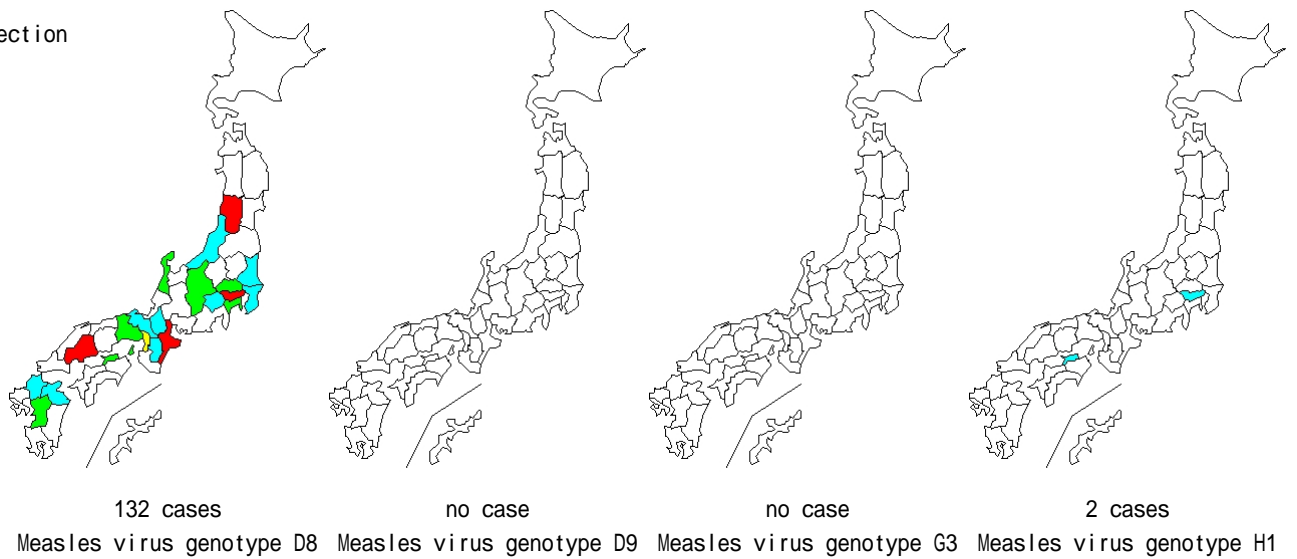 ection
132 cases
no case
no case
2 cases
Measles virus genotype D8
Measles virus genotype D9
Measles virus genotype G3
Measles virus genotype H1